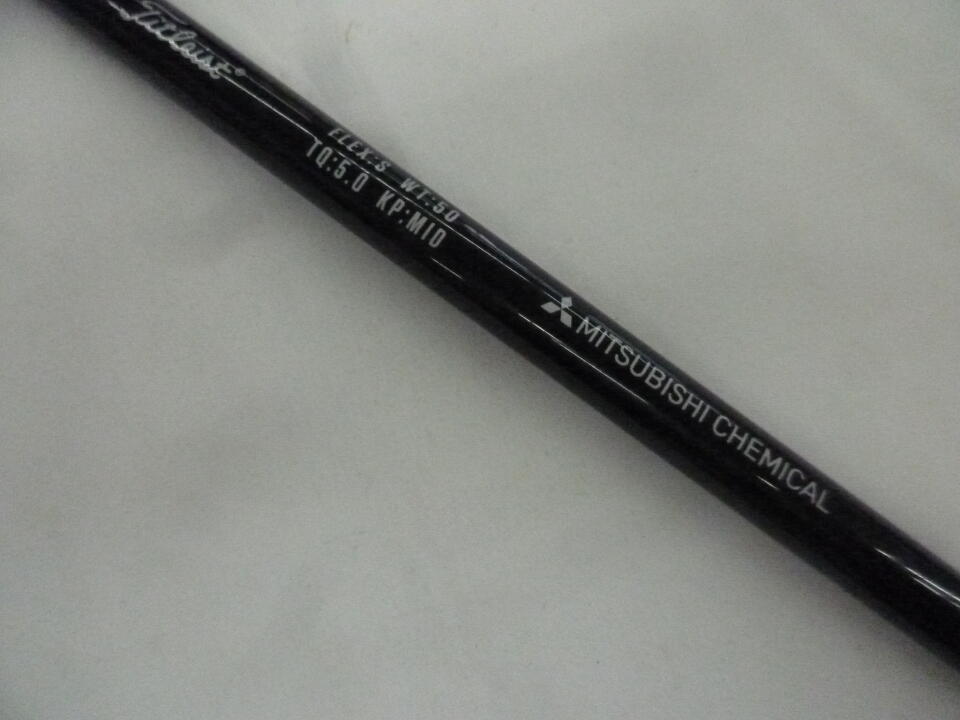 Titleist®
FLEX:S WT:50
TQ:5.0 KP:MID
MITSUBISHI CHEMICAL